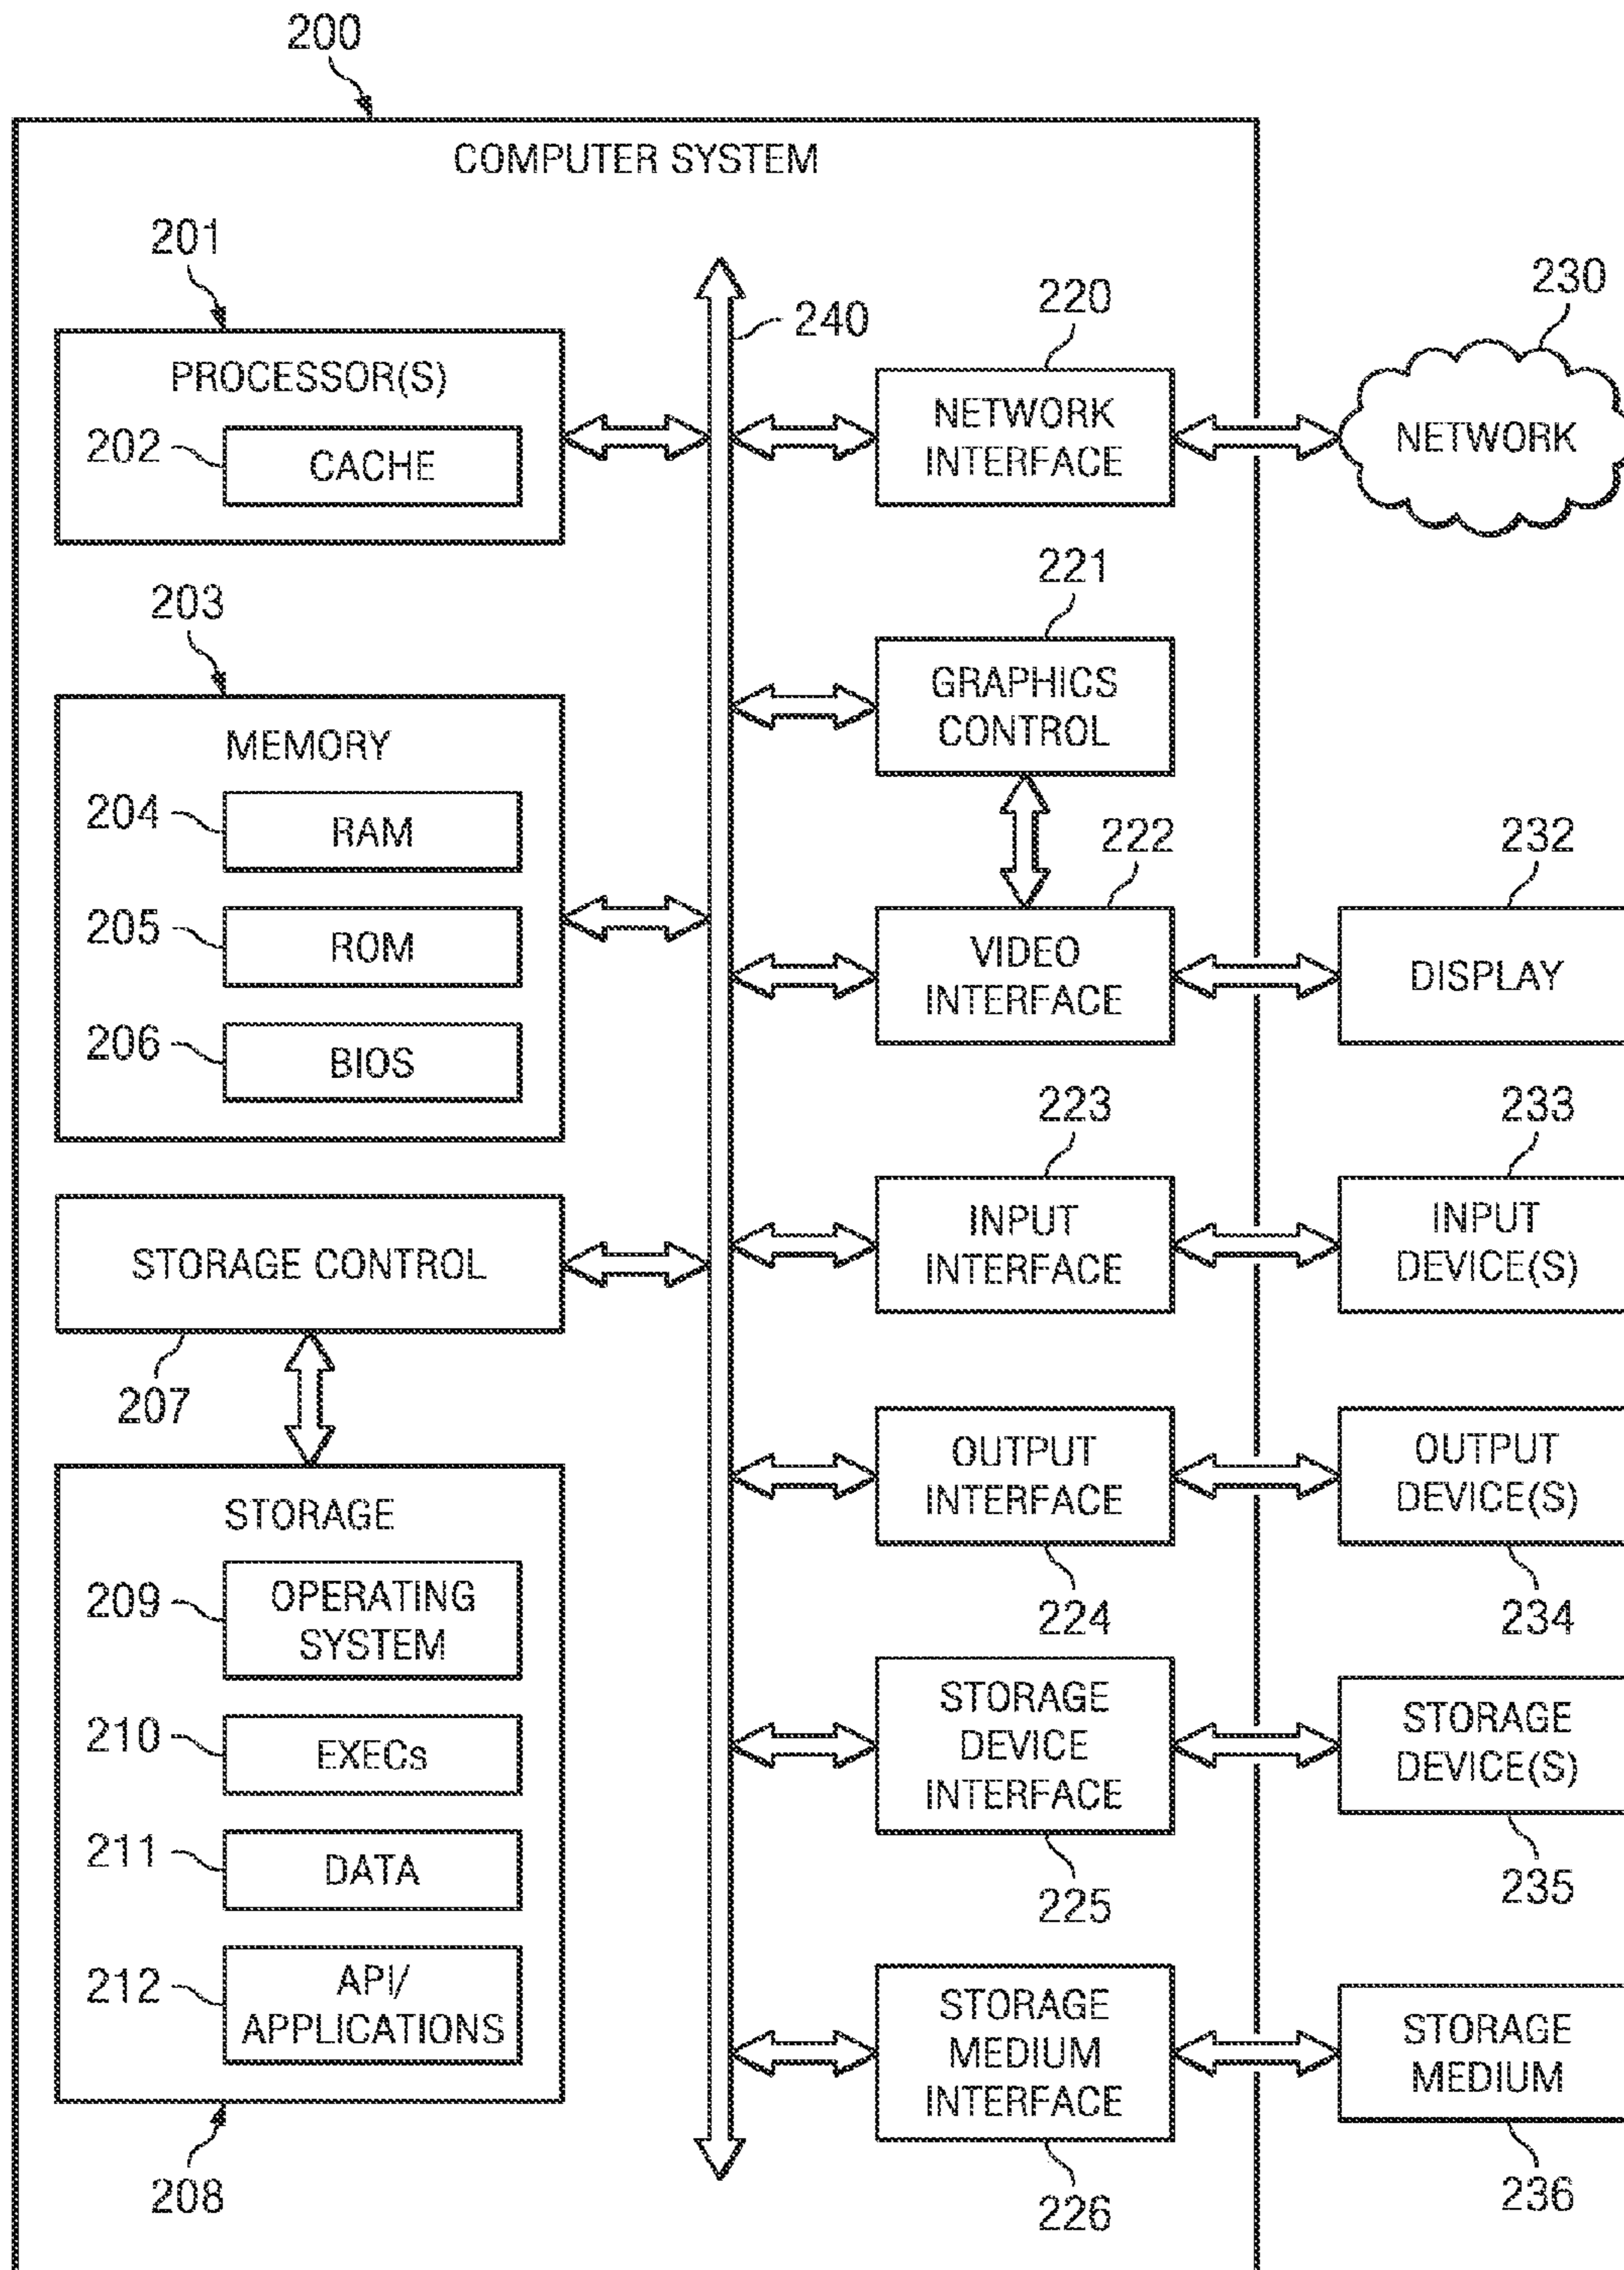 200
COMPUTER SYSTEM
201
PROCESSOR(S)
202
CACHE
203
MEMORY
204
RAM
205
ROM
206
BIOS
STORAGE CONTROL
207
STORAGE
209
OPERATING
SYSTEM
210
EXECs
211
DATA
212
API/
APPLICATIONS
208
240
220
NETWORK
INTERFACE
230
NETWORK
221
GRAPHICS
CONTROL
222
VIDEO
INTERFACE
232
DISPLAY
223
INPUT
INTERFACE
233
INPUT
DEVICE(S)
OUTPUT
INTERFACE
224
OUTPUT
DEVICE(S)
234
STORAGE
DEVICE
INTERFACE
225
STORAGE
DEVICE(S)
235
STORAGE
MEDIUM
INTERFACE
226
STORAGE
MEDIUM
236